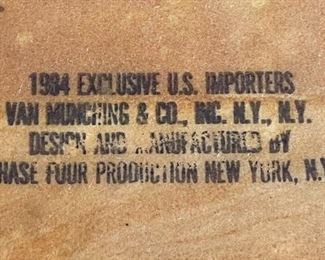 1984 EXCLUSIVE U.S. IMPORTERS
VAN MUNCHING & CO., INC. N.Y., N.Y.
DESIGN AND MANUFACTURED BY
HASE FOUR PRODUCTION NEW YORK, N.Y